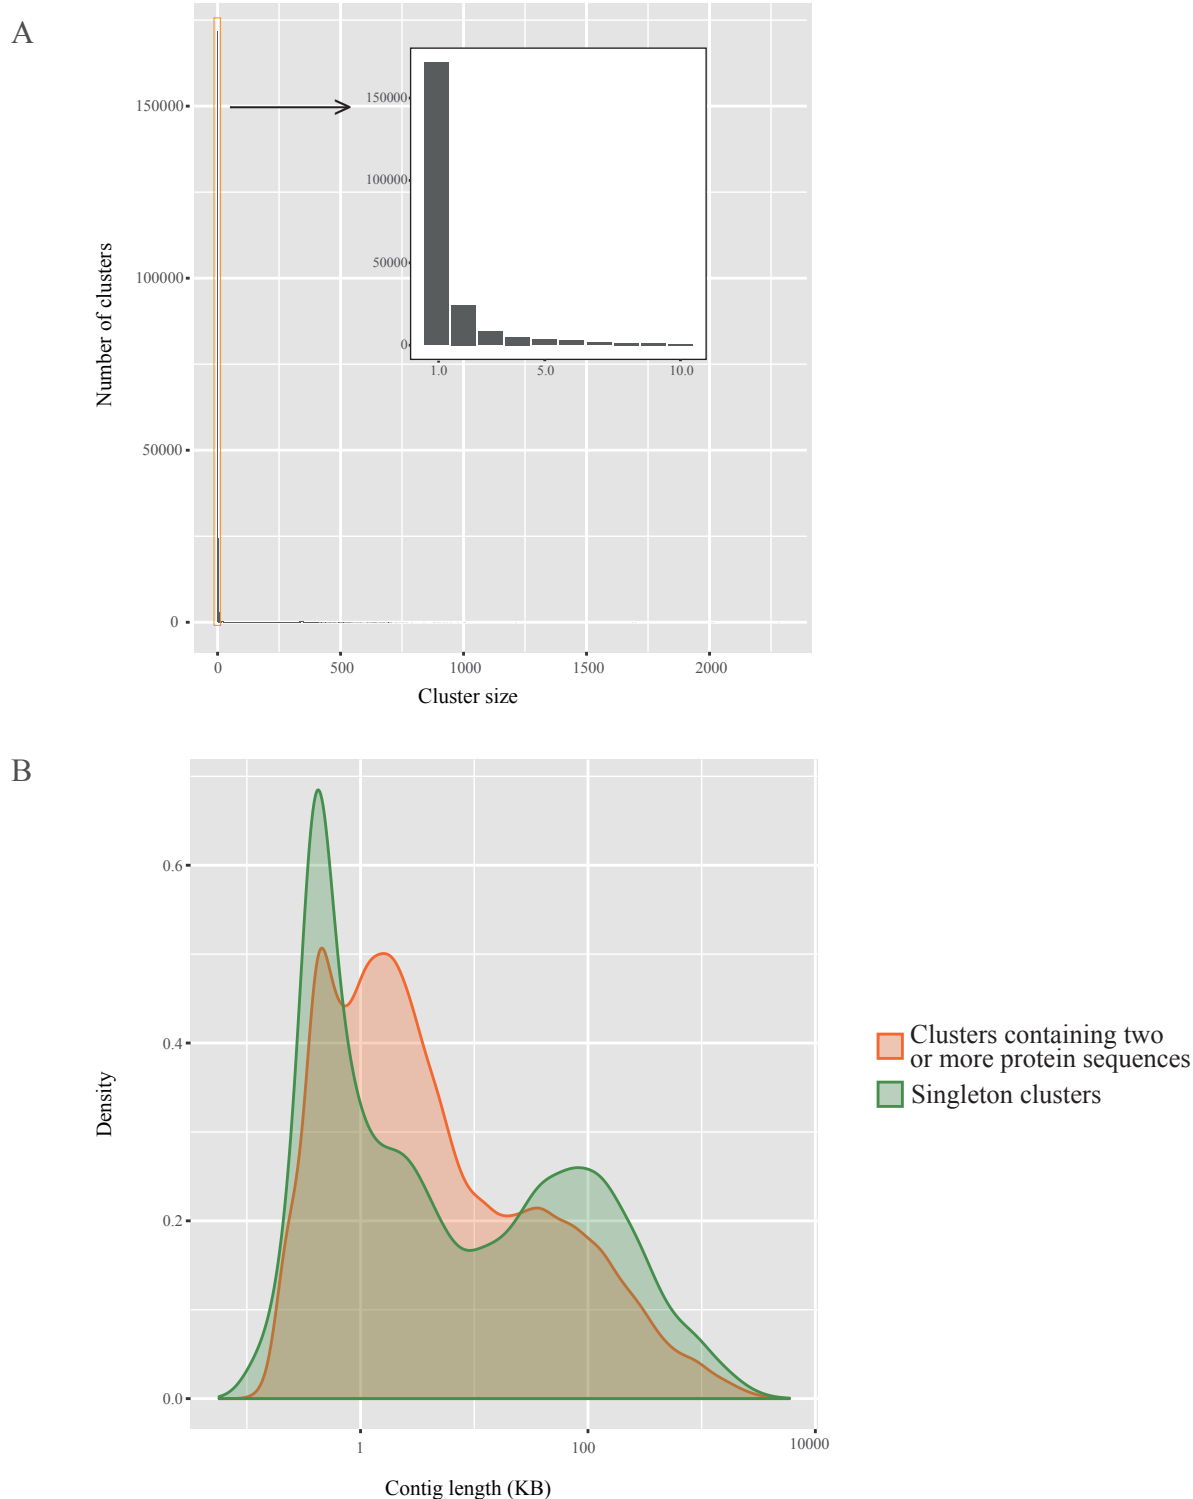 A
150000
100000
50000
0
Number of clusters
150000
100000
50000
0
1.0 5.0 10.0
0 500 1000 1500 2000
Cluster size
B
0.6
0.4
0.2
0.0
Density
1 100 10000
Contig length (KB)
Clusters containing two
or more protein sequences
Singleton clusters